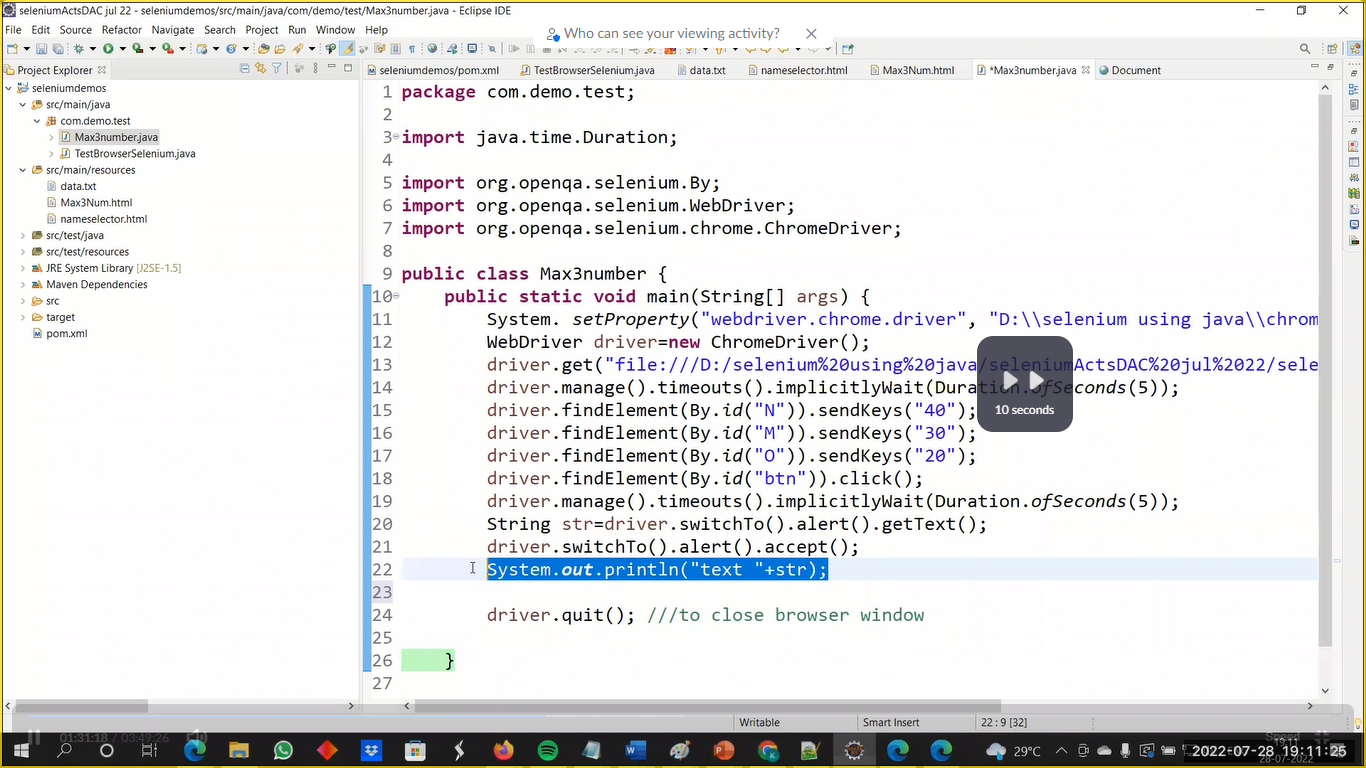 seleniumActsDAC jul 22 - seleniumdemos/src/main/java/com/demo/test/Max3number.java - Eclipse IDE
File Edit Source Refactor Navigate Search Project Run Window Help
Who can see your viewing activity?
Project Explorer
seleniumdemos/pom.xml TestBrowserSelenium.java data.txt nameselector.html Max3Num.html *Max3number.java Document
seleniumdemos
src/main/java
com.demo.test
Max3number.java
TestBrowserSelenium.java
src/main/resources
data.txt
Max3Num.html
nameselector.html
src/test/java
src/test/resources
JRE System Library [J2SE-1.5]
Maven Dependencies
src
target
pom.xml
1 package com.demo.test;
2
3 import java.time.Duration;
4
5 import org.openqa.selenium.By;
6 import org.openqa.selenium.WebDriver;
7 import org.openqa.selenium.chrome.ChromeDriver;
8
9 public class Max3number {
10 public static void main(String[] args) {
11 System. setProperty("webdriver.chrome.driver", "D:\\selenium using java\\chrom
12 WebDriver driver=new ChromeDriver();
13 driver.get("file:///D:/selenium%20using%20java/seleniumActsDAC%20jul%2022/sele
14 driver.manage().timeouts().implicitlyWait(Duration.ofSeconds(5));
15 driver.findElement(By.id("N")).sendKeys("40");
16 driver.findElement(By.id("M")).sendKeys("30");
17 driver.findElement(By.id("O")).sendKeys("20");
18 driver.findElement(By.id("btn")).click();
19 driver.manage().timeouts().implicitlyWait(Duration.ofSeconds(5));
20 String str=driver.switchTo().alert().getText();
21 driver.switchTo().alert().accept();
22 System.out.println("text "+str);
23
24 driver.quit(); ///to close browser window
25
26 }
27
10 seconds
Writable Smart Insert 22 : 9 [32]
01:31:18 / 03:49:26
Speed
29°C
2022-07-28 19:11:25
19:11
28-07-2022